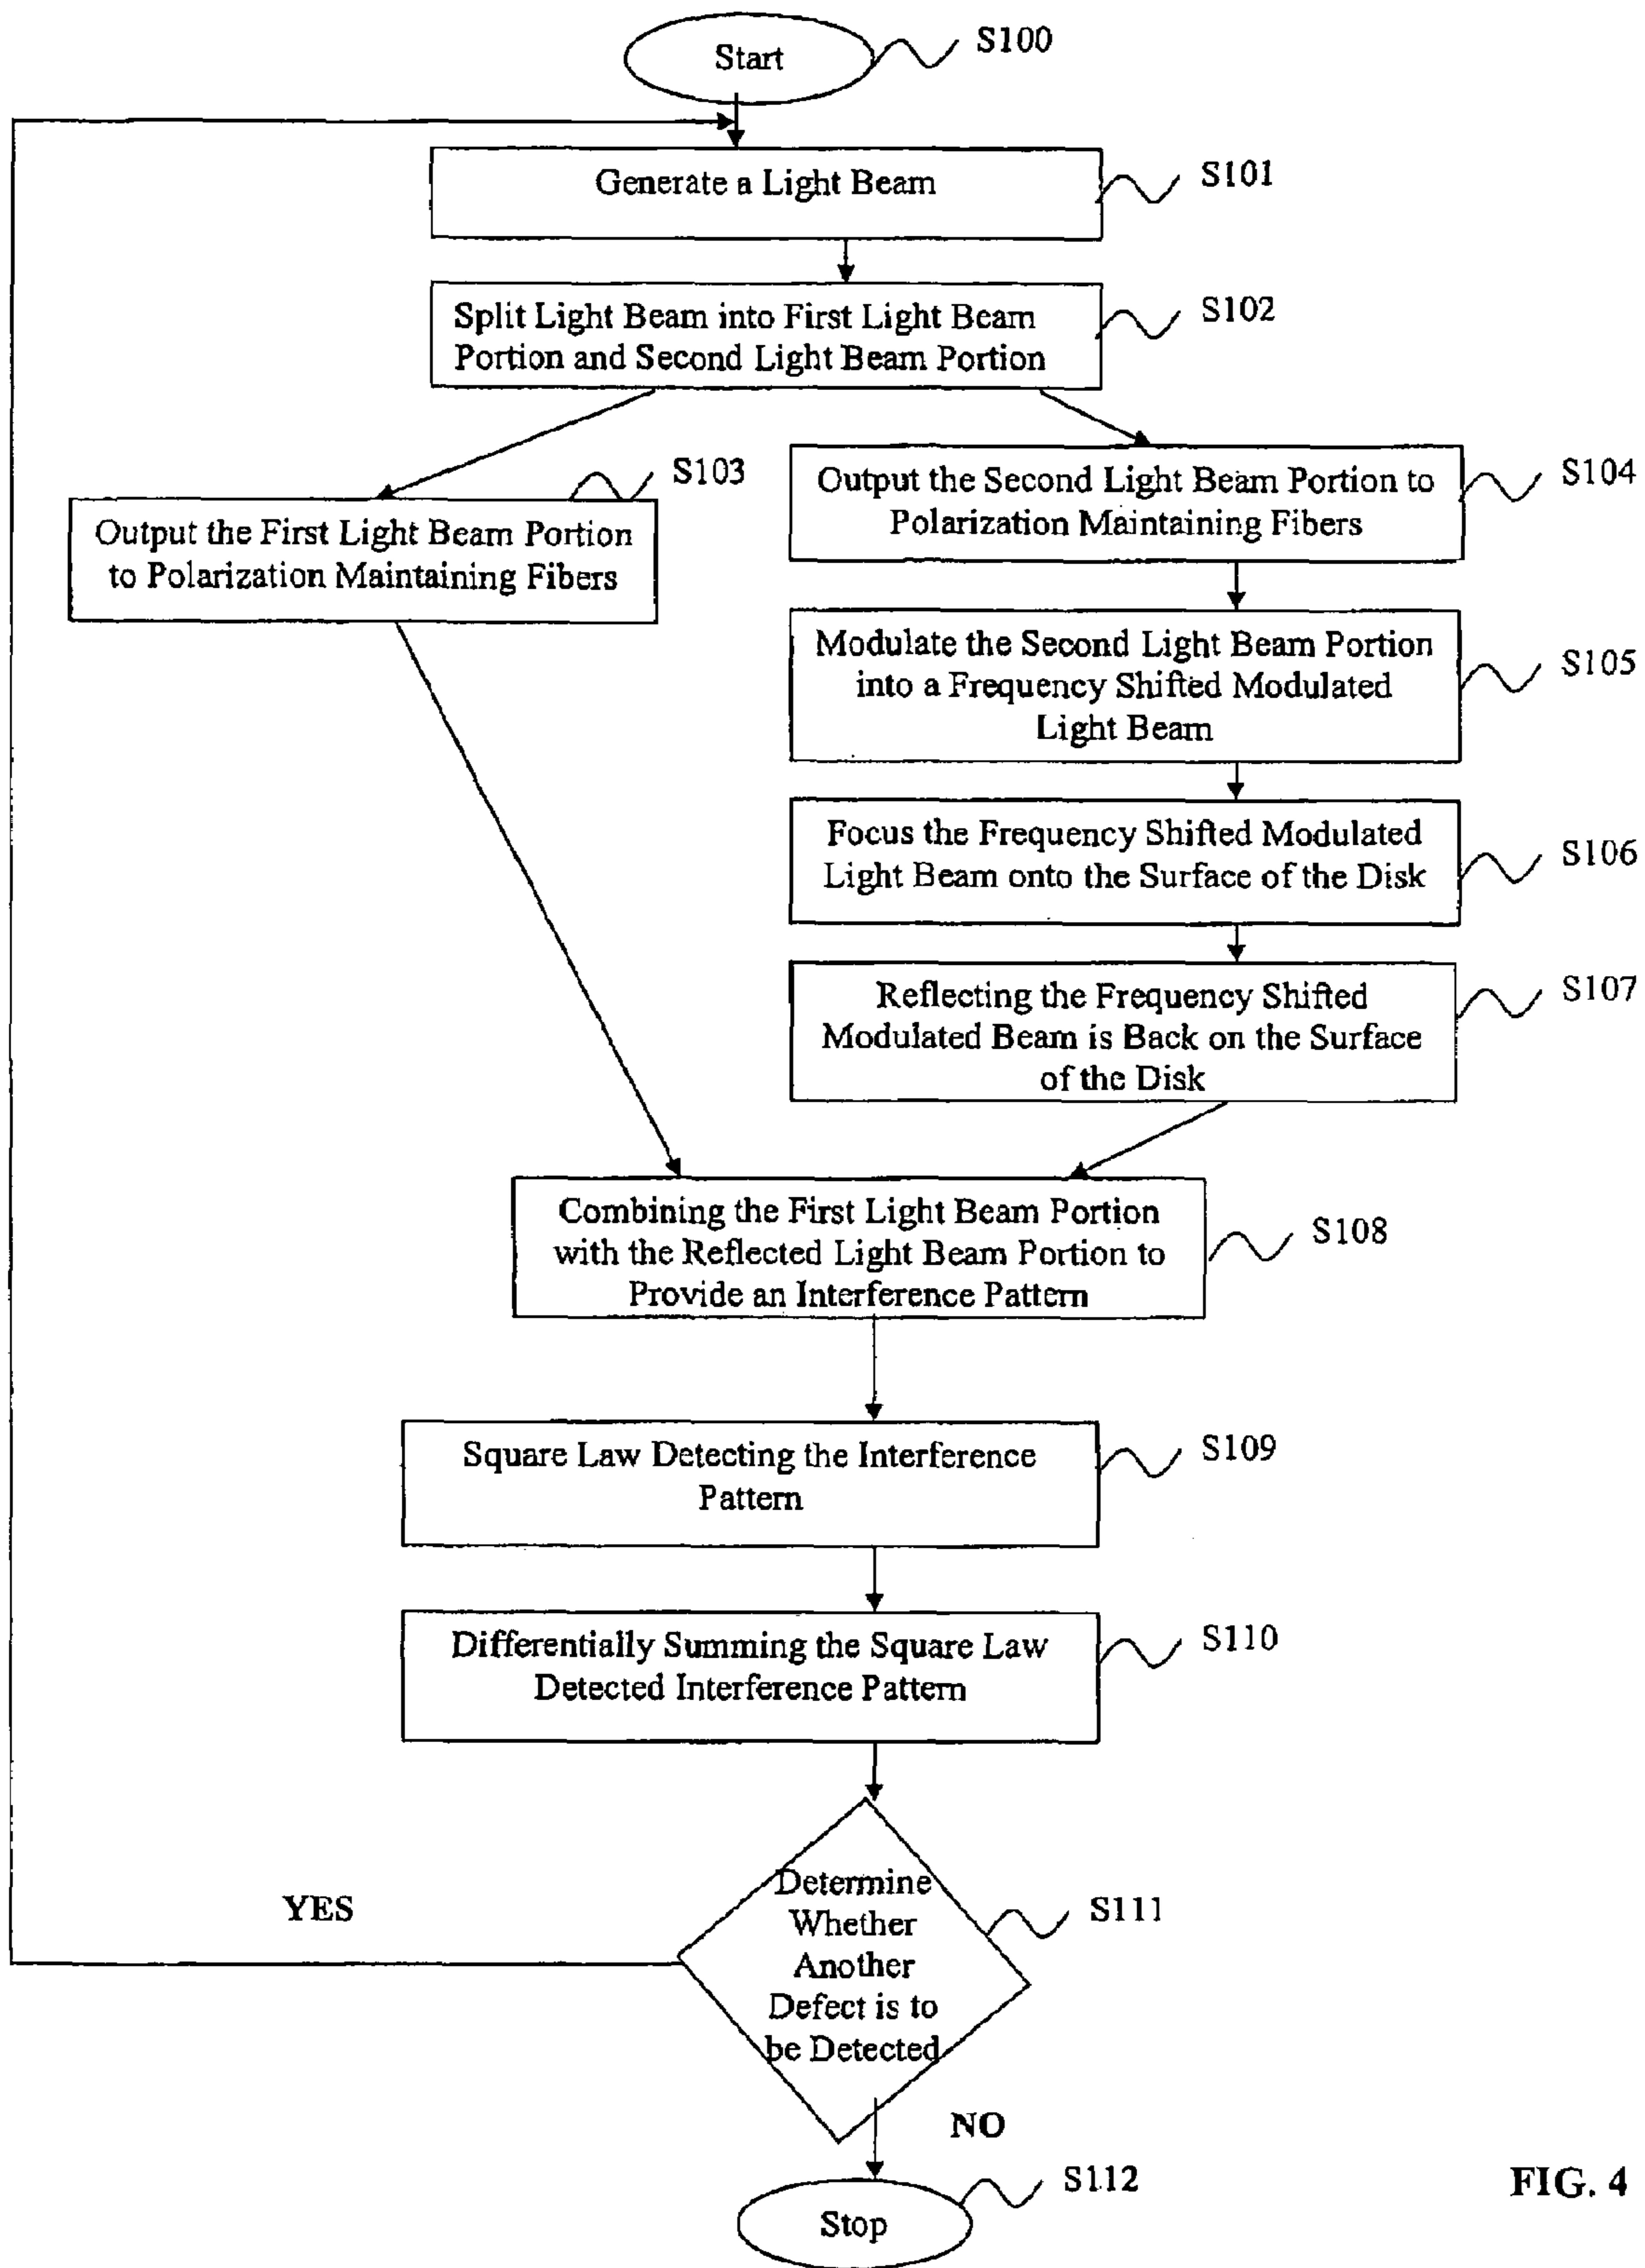 Start
S100
Generate a Light Beam
S101
Split Light Beam into First Light Beam
Portion and Second Light Beam Portion
S102
S103
Output the First Light Beam Portion
to Polarization Maintaining Fibers
Output the Second Light Beam Portion to
Polarization Maintaining Fibers
S104
Modulate the Second Light Beam Portion
into a Frequency Shifted Modulated
Light Beam
S105
Focus the Frequency Shifted Modulated
Light Beam onto the Surface of the Disk
S106
Reflecting the Frequency Shifted
Modulated Beam is Back on the Surface
of the Disk
S107
Combining the First Light Beam Portion
with the Reflected Light Beam Portion to
Provide an Interference Pattern
S108
Square Law Detecting the Interference
Pattern
S109
Differentially Summing the Square Law
Detected Interference Pattern
S110
YES
Determine
Whether
Another
Defect is to
be Detected
S111
NO
Stop
S112
FIG. 4